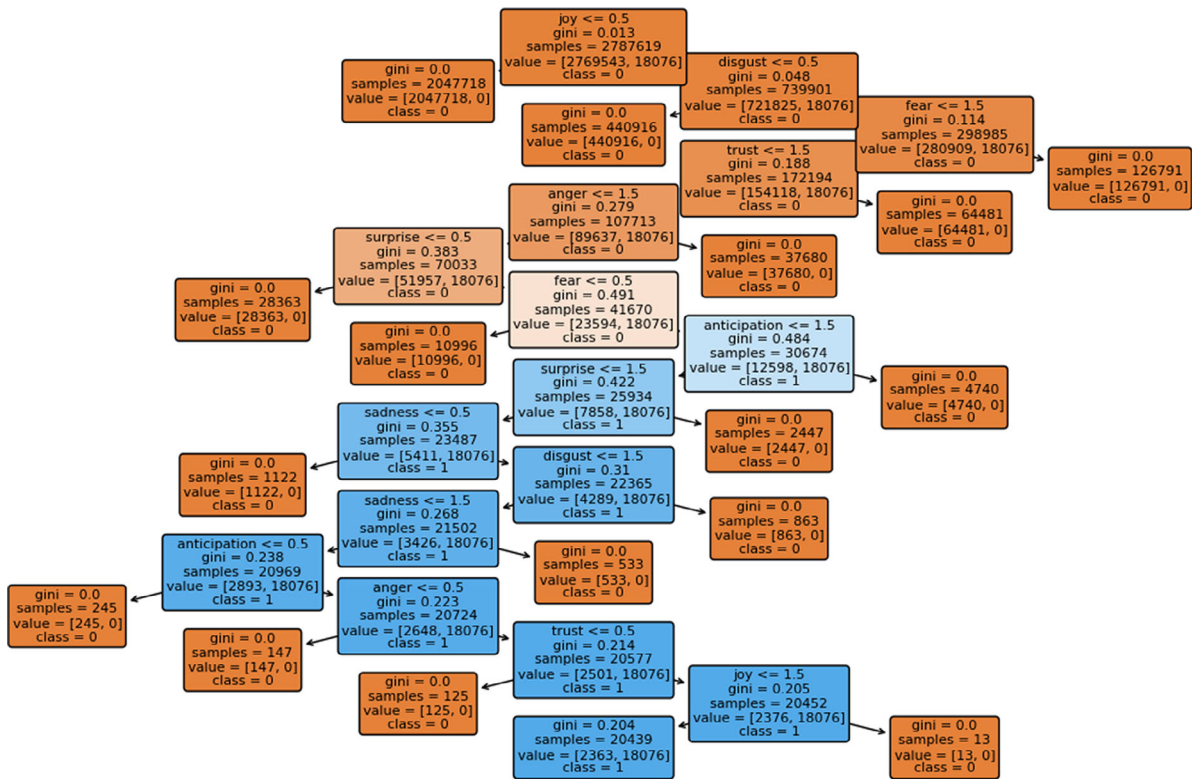 joy <= 0.5
gini = 0.013
samples = 2787619
value = [2769543, 18076]
class = 0
gini = 0.0
samples = 2047718
value = [2047718, 0]
class = 0
disgust <= 0.5
gini = 0.048
samples = 739901
value = [721825, 18076]
class = 0
gini = 0.0
samples = 440916
value = [440916, 0]
class = 0
fear <= 1.5
gini = 0.114
samples = 298985
value = [280909, 18076]
class = 0
trust <= 1.5
gini = 0.188
samples = 172194
value = [154118, 18076]
class = 0
gini = 0.0
samples = 126791
value = [126791, 0]
class = 0
anger <= 1.5
gini = 0.279
samples = 107713
value = [89637, 18076]
class = 0
gini = 0.0
samples = 64481
value = [64481, 0]
class = 0
surprise <= 0.5
gini = 0.383
samples = 70033
value = [51957, 18076]
class = 0
gini = 0.0
samples = 37680
value = [37680, 0]
class = 0
gini = 0.0
samples = 28363
value = [28363, 0]
class = 0
fear <= 0.5
gini = 0.491
samples = 41670
value = [23594, 18076]
class = 0
gini = 0.0
samples = 10996
value = [10996, 0]
class = 0
anticipation <= 1.5
gini = 0.484
samples = 30674
value = [12598, 18076]
class = 1
surprise <= 1.5
gini = 0.422
samples = 25934
value = [7858, 18076]
class = 1
gini = 0.0
samples = 4740
value = [4740, 0]
class = 0
sadness <= 0.5
gini = 0.355
samples = 23487
value = [5411, 18076]
class = 1
gini = 0.0
samples = 2447
value = [2447, 0]
class = 0
gini = 0.0
samples = 1122
value = [1122, 0]
class = 0
disgust <= 1.5
gini = 0.31
samples = 22365
value = [4289, 18076]
class = 1
sadness <= 1.5
gini = 0.268
samples = 21502
value = [3426, 18076]
class = 1
gini = 0.0
samples = 863
value = [863, 0]
class = 0
anticipation <= 0.5
gini = 0.238
samples = 20969
value = [2893, 18076]
class = 1
gini = 0.0
samples = 533
value = [533, 0]
class = 0
gini = 0.0
samples = 245
value = [245, 0]
class = 0
anger <= 0.5
gini = 0.223
samples = 20724
value = [2648, 18076]
class = 1
gini = 0.0
samples = 147
value = [147, 0]
class = 0
trust <= 0.5
gini = 0.214
samples = 20577
value = [2501, 18076]
class = 1
gini = 0.0
samples = 125
value = [125, 0]
class = 0
joy <= 1.5
gini = 0.205
samples = 20452
value = [2376, 18076]
class = 1
gini = 0.204
samples = 20439
value = [2363, 18076]
class = 1
gini = 0.0
samples = 13
value = [13, 0]
class = 0